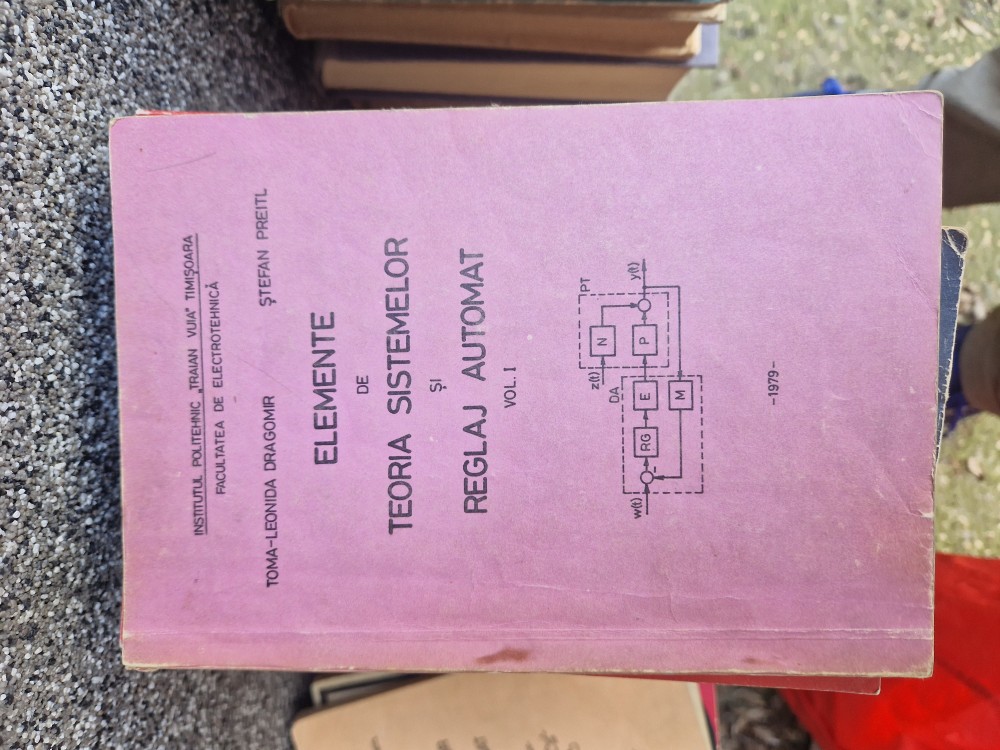 INSTITUTUL POLITEHNIC „TRAIAN VUIA" TIMIȘOARA
FACULTATEA DE ELECTROTEHNICĂ
TOMA-LEONIDA DRAGOMIR ȘTEFAN PREITL
ELEMENTE
DE
TEORIA SISTEMELOR
ȘI
REGLAJ AUTOMAT
VOL. I
z(t) N PT
DA
w(t) RG E P y(t)
M
-1979-